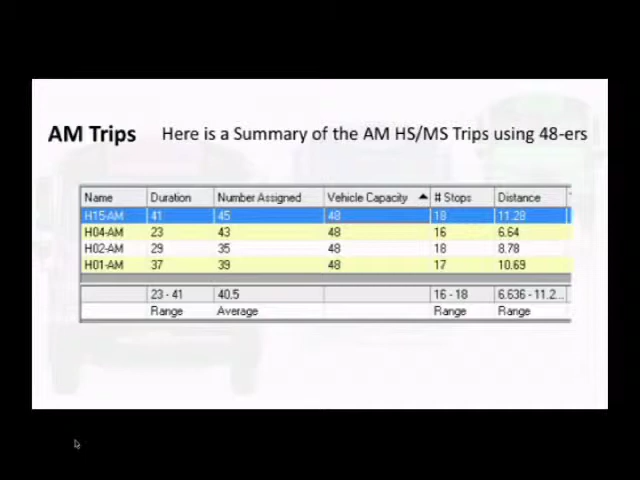 AM Trips Here is a Summary of the AM HS/MS Trips using 48-ers
Name Duration Number Assigned Vehicle Capacity # Stops Distance
H15-AM 41 45 48 18 11.28
H04-AM 23 43 48 16 6.64
H02-AM 29 35 48 18 8.78
H01-AM 37 39 48 17 10.69
23 - 41 40.5 16 - 18 6.636 - 11.2...
Range Average Range Range